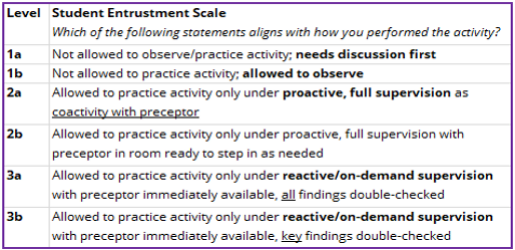 Level Student Entrustment Scale
Which of the following statements aligns with how you performed the activity?
1a Not allowed to observe/practice activity; needs discussion first
1b Not allowed to practice activity; allowed to observe
2a Allowed to practice activity only under proactive, full supervision as
coactivity with preceptor
2b Allowed to practice activity only under proactive, full supervision with
preceptor in room ready to step in as needed
3a Allowed to practice activity only under reactive/on-demand supervision
with preceptor immediately available, all findings double-checked
3b Allowed to practice activity only under reactive/on-demand supervision
with preceptor immediately available, key findings double-checked